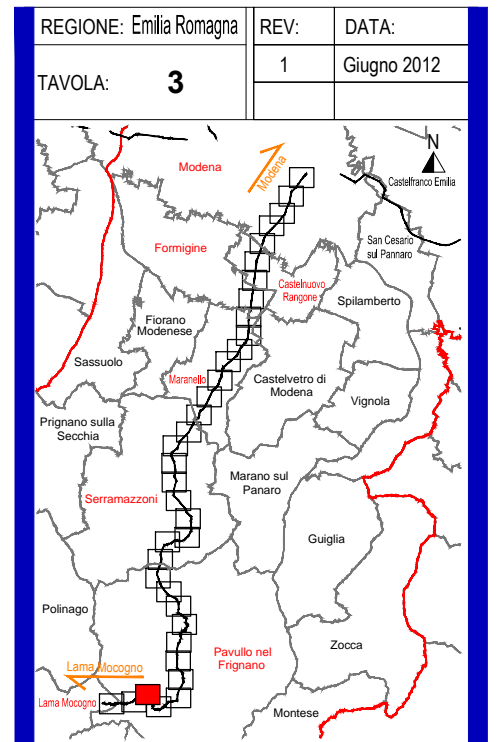 REGIONE: Emilia Romagna
REV:
DATA:
TAVOLA: 3
1
Giugno 2012
N
Modena
Modena
Castelfranco Emilia
Formigine
San Cesario
sul Pannaro
Castelnuovo
Rangone
Spilamberto
Fiorano
Modenese
Sassuolo
Maranello
Castelvetro di
Modena
Vignola
Prignano sulla
Secchia
Marano sul
Panaro
Serramazzoni
Guiglia
Polinago
Pavullo nel
Frignano
Zocca
Lama Mocogno
Lama Mocogno
Montese